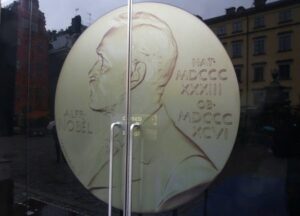 ALFR.
NOBEL
NAT.
MDCCC
XXXIII
OB.
MDCCC
XCVI